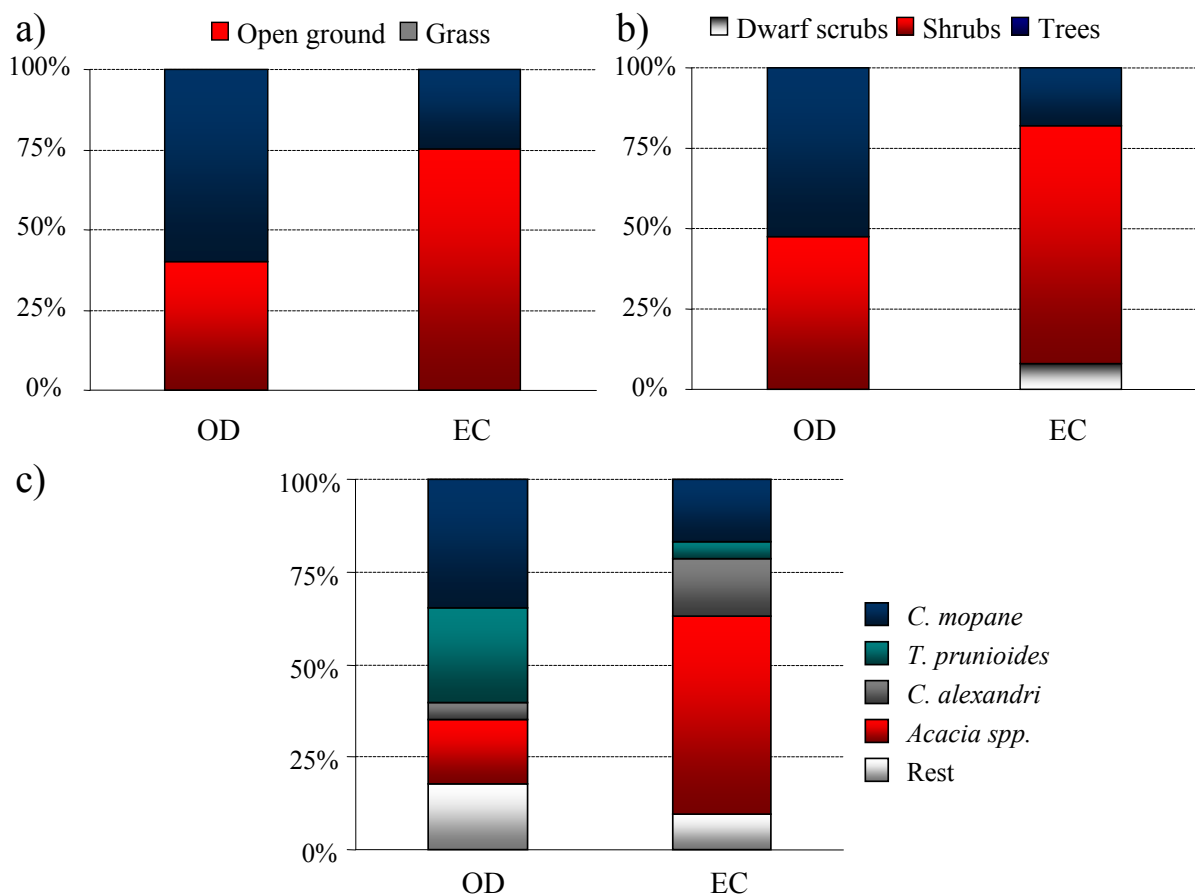 a)
Open ground Grass
100%
75%
50%
25%
0%
OD EC
b)
Dwarf scrubs Shrubs Trees
100%
75%
50%
25%
0%
OD EC
c)
100%
75%
50%
25%
0%
OD EC
C. mopane
T. prunioides
C. alexandri
Acacia spp.
Rest